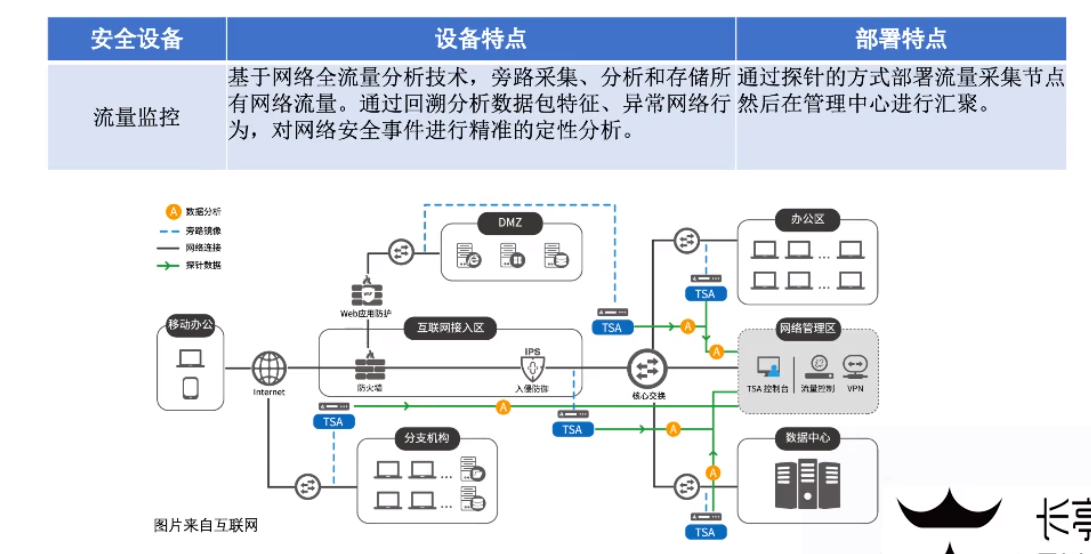 安全设备
设备特点
部署特点
流量监控
基于网络全流量分析技术，旁路采集、分析和存储所
有网络流量。通过回溯分析数据包特征、异常网络行
为，对网络安全事件进行精准的定性分析。
通过探针的方式部署流量采集节点
然后在管理中心进行汇聚。
A 数据分析
旁路镜像
网络连接
探针数据
DMZ
办公区
Web应用防护
TSA
移动办公
互联网接入区
TSA
A
网络管理区
A
IPS
Internet
防火墙
入侵防御
核心交换
TSA 控制台
流量控制
VPN
TSA
A
TSA
A
分支机构
数据中心
A
TSA
图片来自互联网
长亭